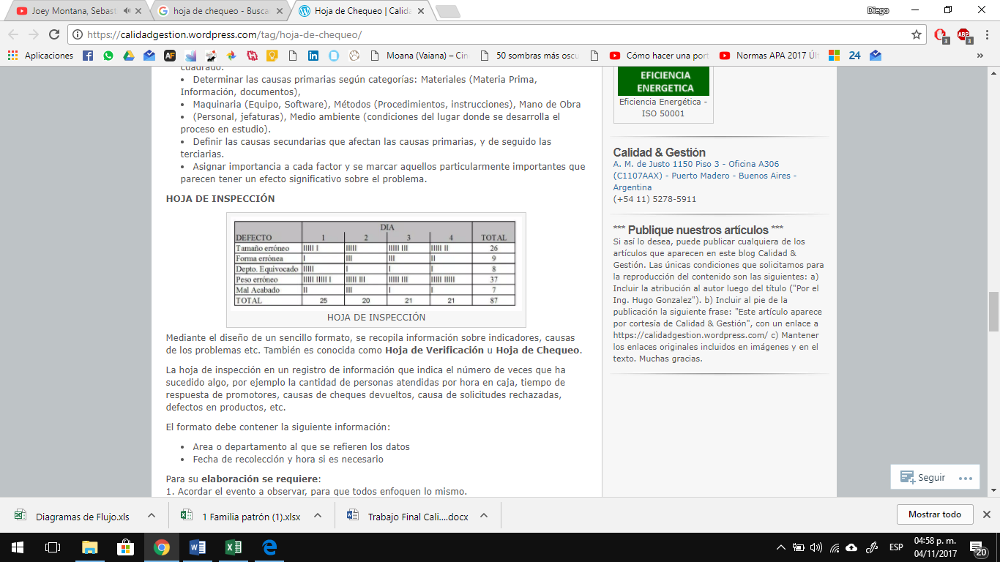 Joey Montana, Sebast
hoja de chequeo - Busca
Hoja de Chequeo | Calida
Diego
https://calidadgestion.wordpress.com/tag/hoja-de-chequeo/
3
ABP
3
Aplicaciones
AF
Moana (Vaiana) – Cin
50 sombras más oscu
Cómo hacer una port
Normas APA 2017 Últ
24
»
cuadrado.
• Determinar las causas primarias según categorías: Materiales (Materia Prima,
Información, documentos),
• Maquinaria (Equipo, Software), Métodos (Procedimientos, instrucciones), Mano de Obra
• (Personal, jefaturas), Medio ambiente (condiciones del lugar donde se desarrolla el
proceso en estudio).
• Definir las causas secundarias que afectan las causas primarias, y de seguido las
terciarias.
• Asignar importancia a cada factor y se marcar aquellos particularmente importantes que
parecen tener un efecto significativo sobre el problema.
HOJA DE INSPECCIÓN
DIA
DEFECTO 1 2 3 4 TOTAL
Tamaño erróneo IIIII I IIIII IIIII III IIIII II 26
Forma errónea I III III II 9
Depto. Equivocado IIIII I I I 8
Peso erróneo IIIII IIIII I IIIII III IIIII III IIIII IIIII 37
Mal Acabado II III I I 7
TOTAL 25 20 21 21 87
HOJA DE INSPECCIÓN
Mediante el diseño de un sencillo formato, se recopila información sobre indicadores, causas
de los problemas etc. También es conocida como Hoja de Verificación u Hoja de Chequeo.
La hoja de inspección en un registro de información que indica el número de veces que ha
sucedido algo, por ejemplo la cantidad de personas atendidas por hora en caja, tiempo de
respuesta de promotores, causas de cheques devueltos, causa de solicitudes rechazadas,
defectos en productos, etc.
El formato debe contener la siguiente información:
• Area o departamento al que se refieren los datos
• Fecha de recolección y hora si es necesario
Para su elaboración se requiere:
1. Acordar el evento a observar, para que todos enfoquen lo mismo.
EFICIENCIA
ENERGETICA
Eficiencia Energética -
ISO 50001
Calidad & Gestión
A. M. de Justo 1150 Piso 3 - Oficina A306
(C1107AAX) - Puerto Madero - Buenos Aires -
Argentina
(+54 11) 5278-5911
*** Publique nuestros artículos ***
Si así lo desea, puede publicar cualquiera de los
artículos que aparecen en este blog Calidad &
Gestión. Las únicas condiciones que solicitamos para
la reproducción del contenido son las siguientes: a)
Incluir la atribución al autor luego del título ("Por el
Ing. Hugo Gonzalez"). b) Incluir al pie de la
publicación la siguiente frase: "Este artículo aparece
por cortesía de Calidad & Gestión", con un enlace a
https://calidadgestion.wordpress.com/ c) Mantener
los enlaces originales incluidos en imágenes y en el
texto. Muchas gracias.
Seguir
Diagramas de Flujo.xls
1 Familia patrón (1).xlsx
Trabajo Final Cali....docx
Mostrar todo
ESP
04:58 p. m.
04/11/2017
20